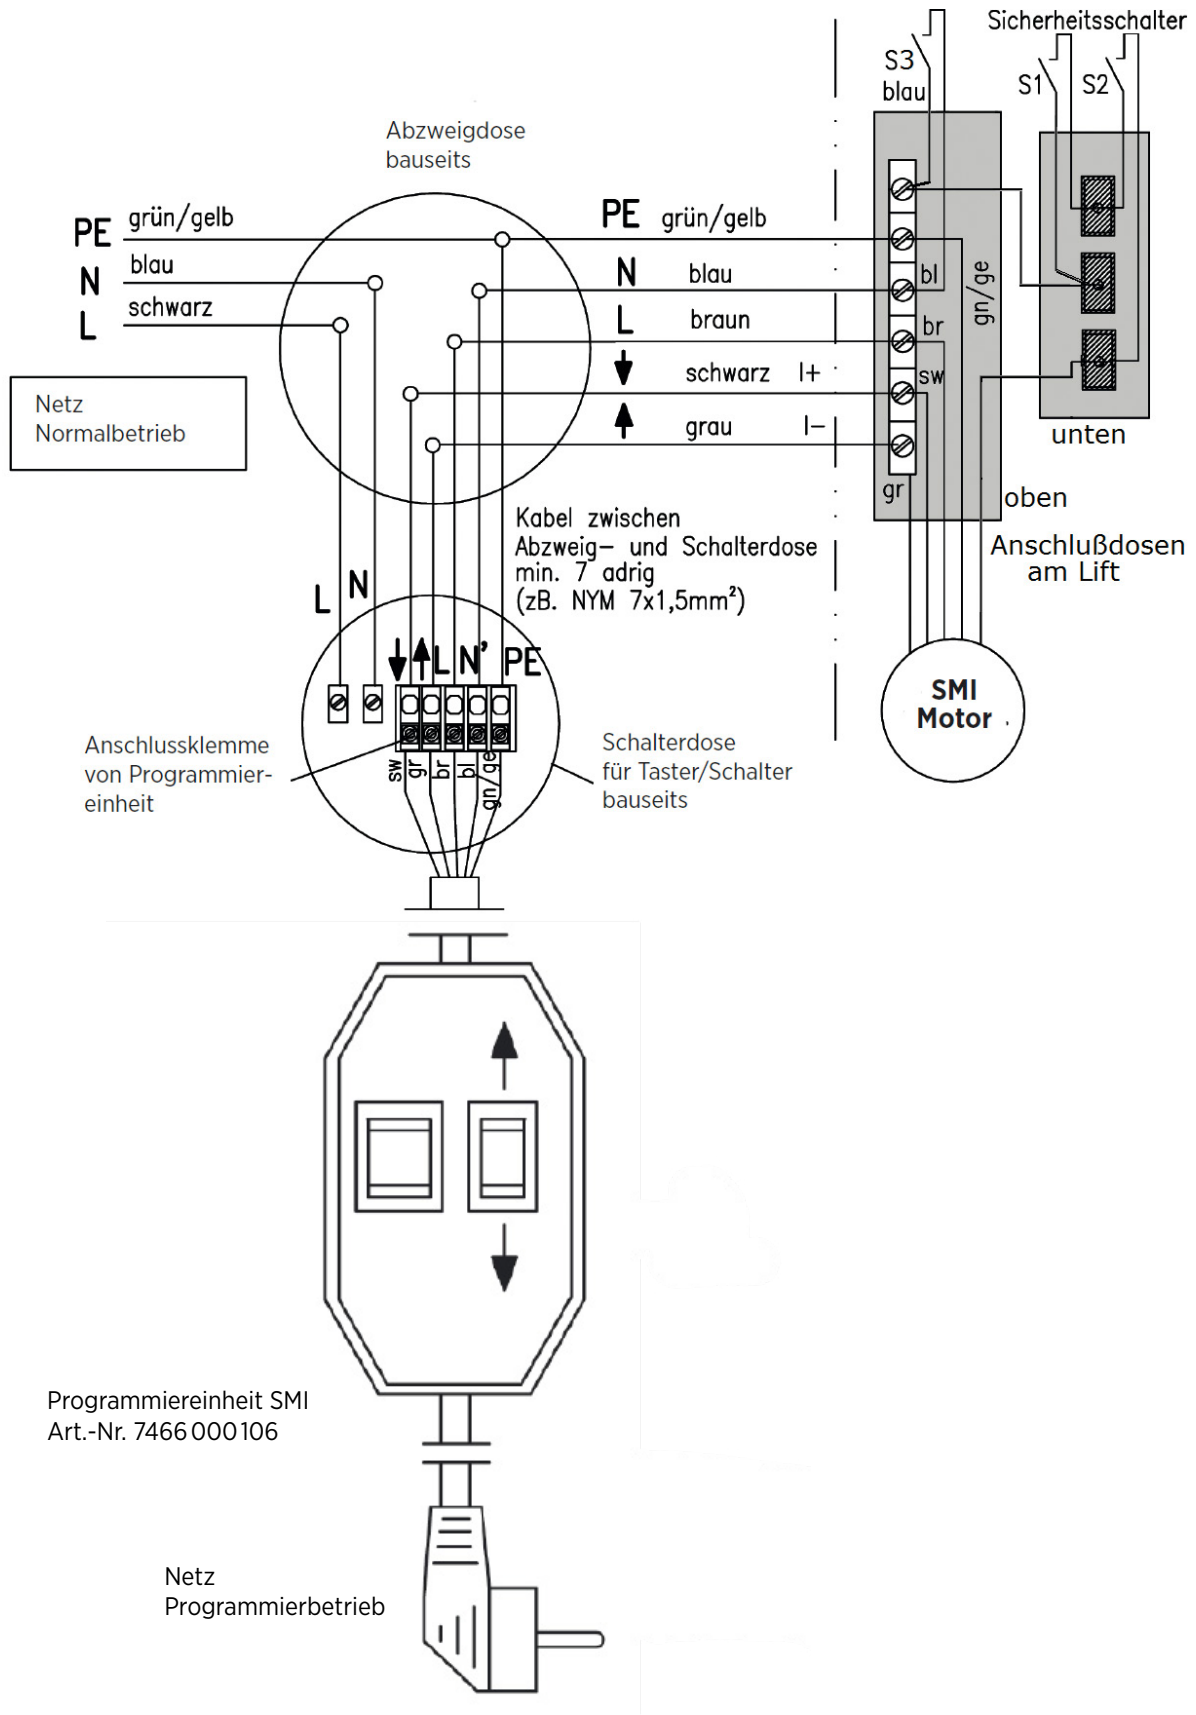 Sicherheitsschalter
S3
S1
S2
blau
Abzweigdose
bauseits
PE grün/gelb
N blau
L schwarz
PE grün/gelb
N blau
L braun
schwarz I+
grau I-
bl
br
sw
gr
gn/ge
unten
oben
Anschlußdosen
am Lift
Netz
Normalbetrieb
Kabel zwischen
Abzweig- und Schalterdose
min. 7 adrig
(zB. NYM 7x1,5mm²)
L N
L N' PE
SMI
Motor
Anschlussklemme
von Programmier-
einheit
sw gr br bl gn/ge
Schalterdose
für Taster/Schalter
bauseits
Programmiereinheit SMI
Art.-Nr. 7466000106
Netz
Programmierbetrieb